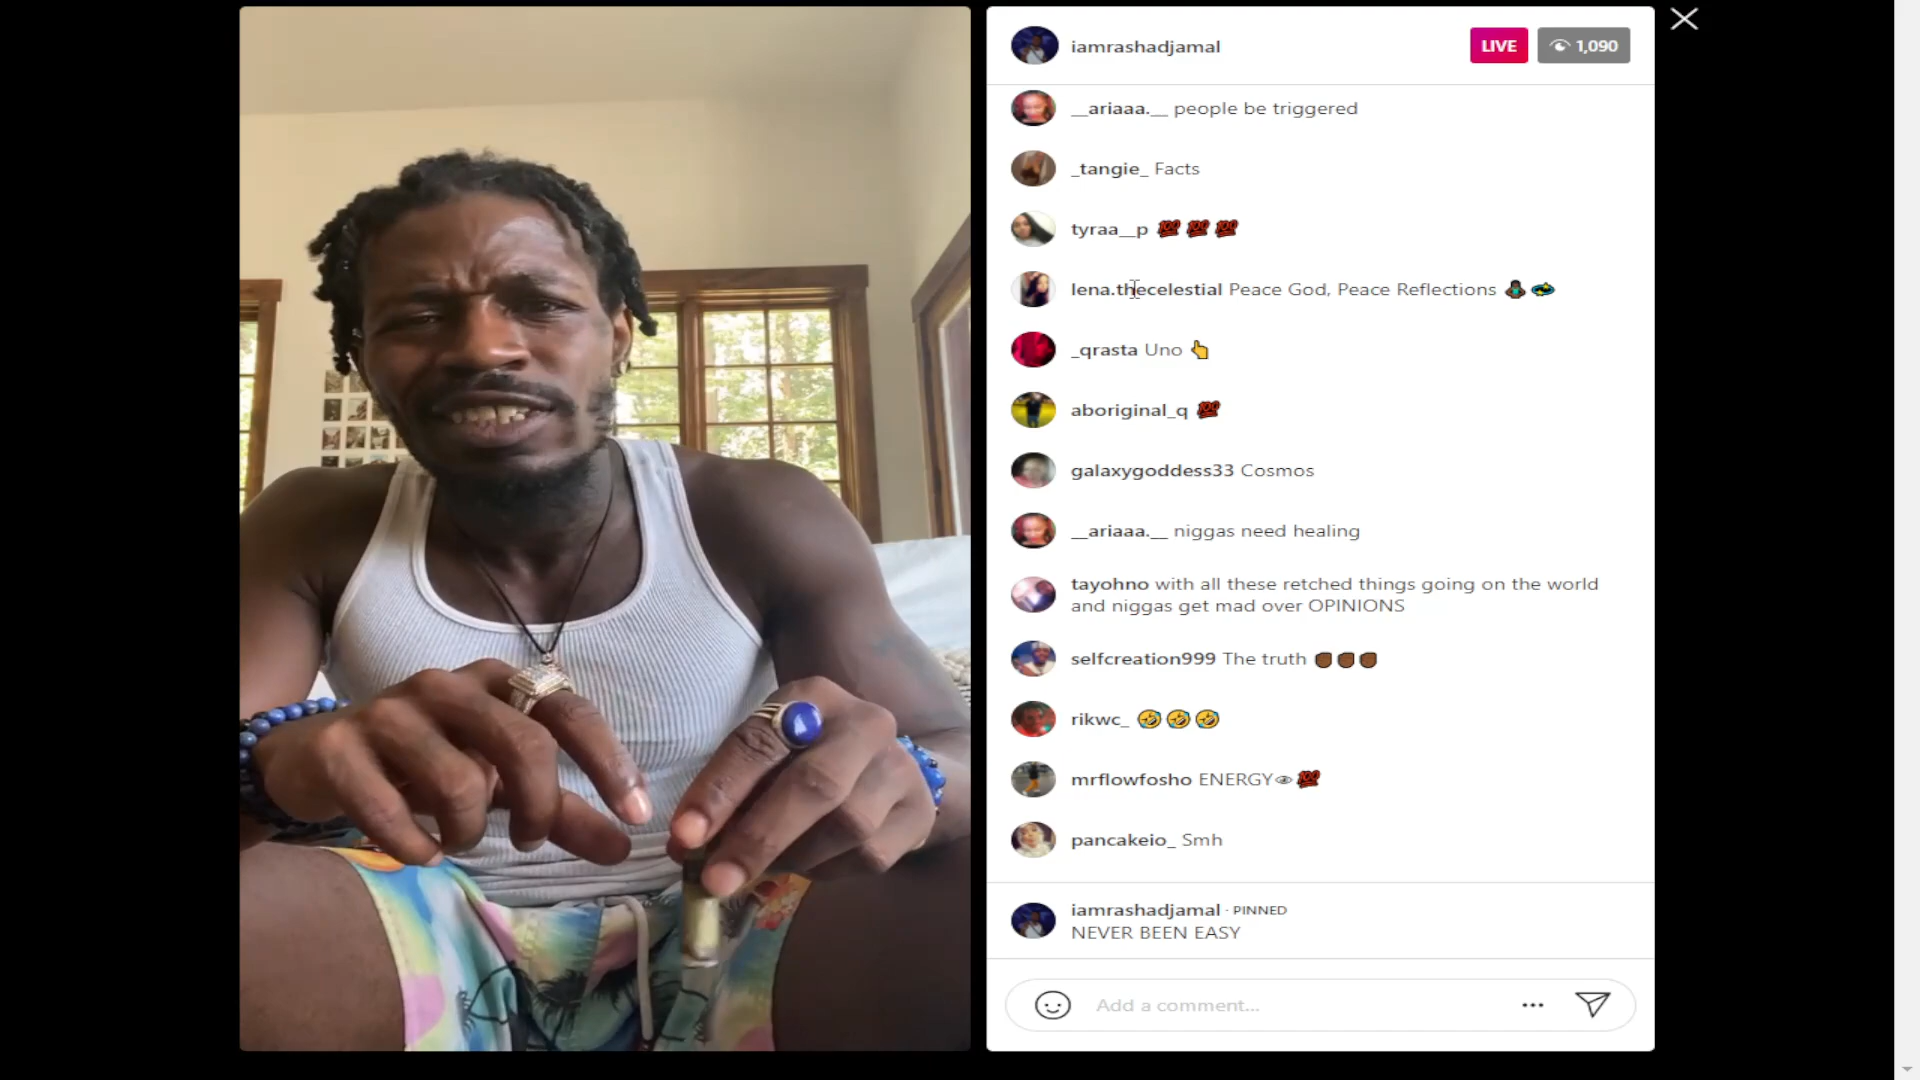 iamrashadjamal LIVE 1,090
__ariaaa.__ people be triggered
_tangie_ Facts
tyraa__p 💯 💯 💯
lena.thecelestial Peace God, Peace Reflections
_qrasta Uno 👆
aboriginal_q 💯
galaxygoddess33 Cosmos
__ariaaa.__ niggas need healing
tayohno with all these retched things going on the world
and niggas get mad over OPINIONS
selfcreation999 The truth ✊🏾✊🏾✊🏾
rikwc_ 🤣🤣🤣
mrflowfosho ENERGY👁💯
pancakeio_ Smh
iamrashadjamal · PINNED
NEVER BEEN EASY
Add a comment...